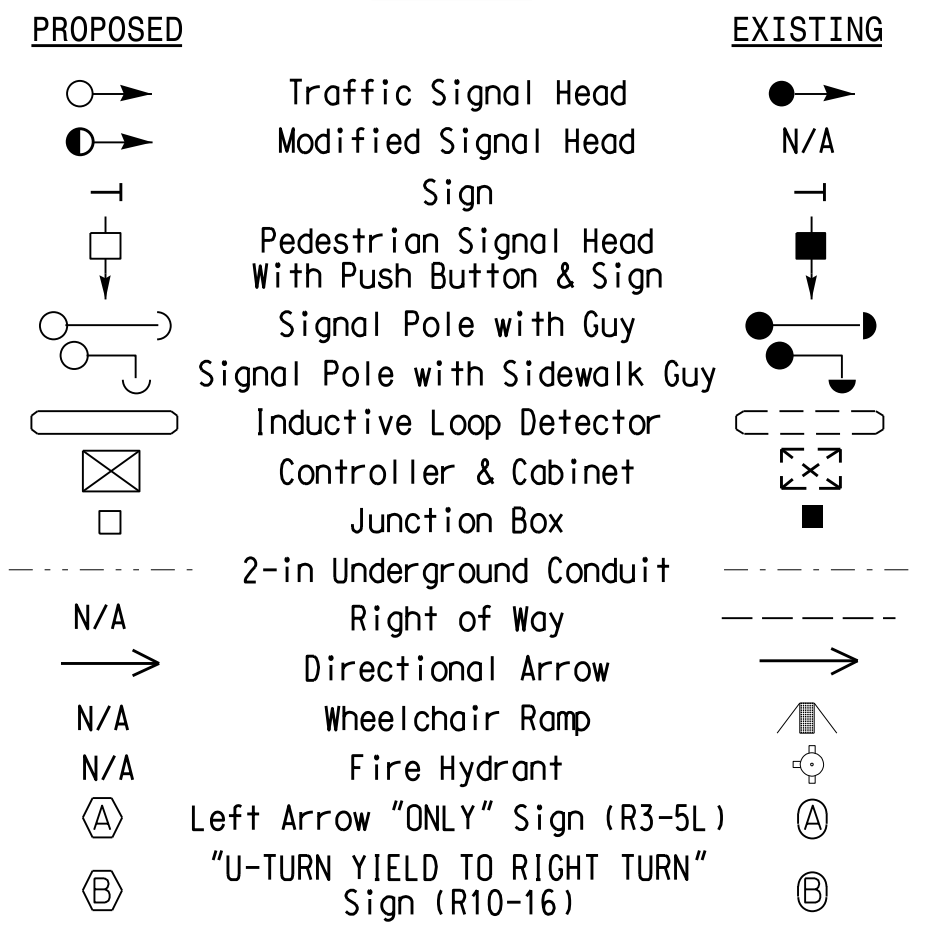 PROPOSED EXISTING
Traffic Signal Head
Modified Signal Head N/A
Sign
Pedestrian Signal Head
With Push Button & Sign
Signal Pole with Guy
Signal Pole with Sidewalk Guy
Inductive Loop Detector
Controller & Cabinet
Junction Box
2-in Underground Conduit
N/A Right of Way
Directional Arrow
N/A Wheelchair Ramp
N/A Fire Hydrant
A Left Arrow "ONLY" Sign (R3-5L) A
"U-TURN YIELD TO RIGHT TURN"
B Sign (R10-16) B